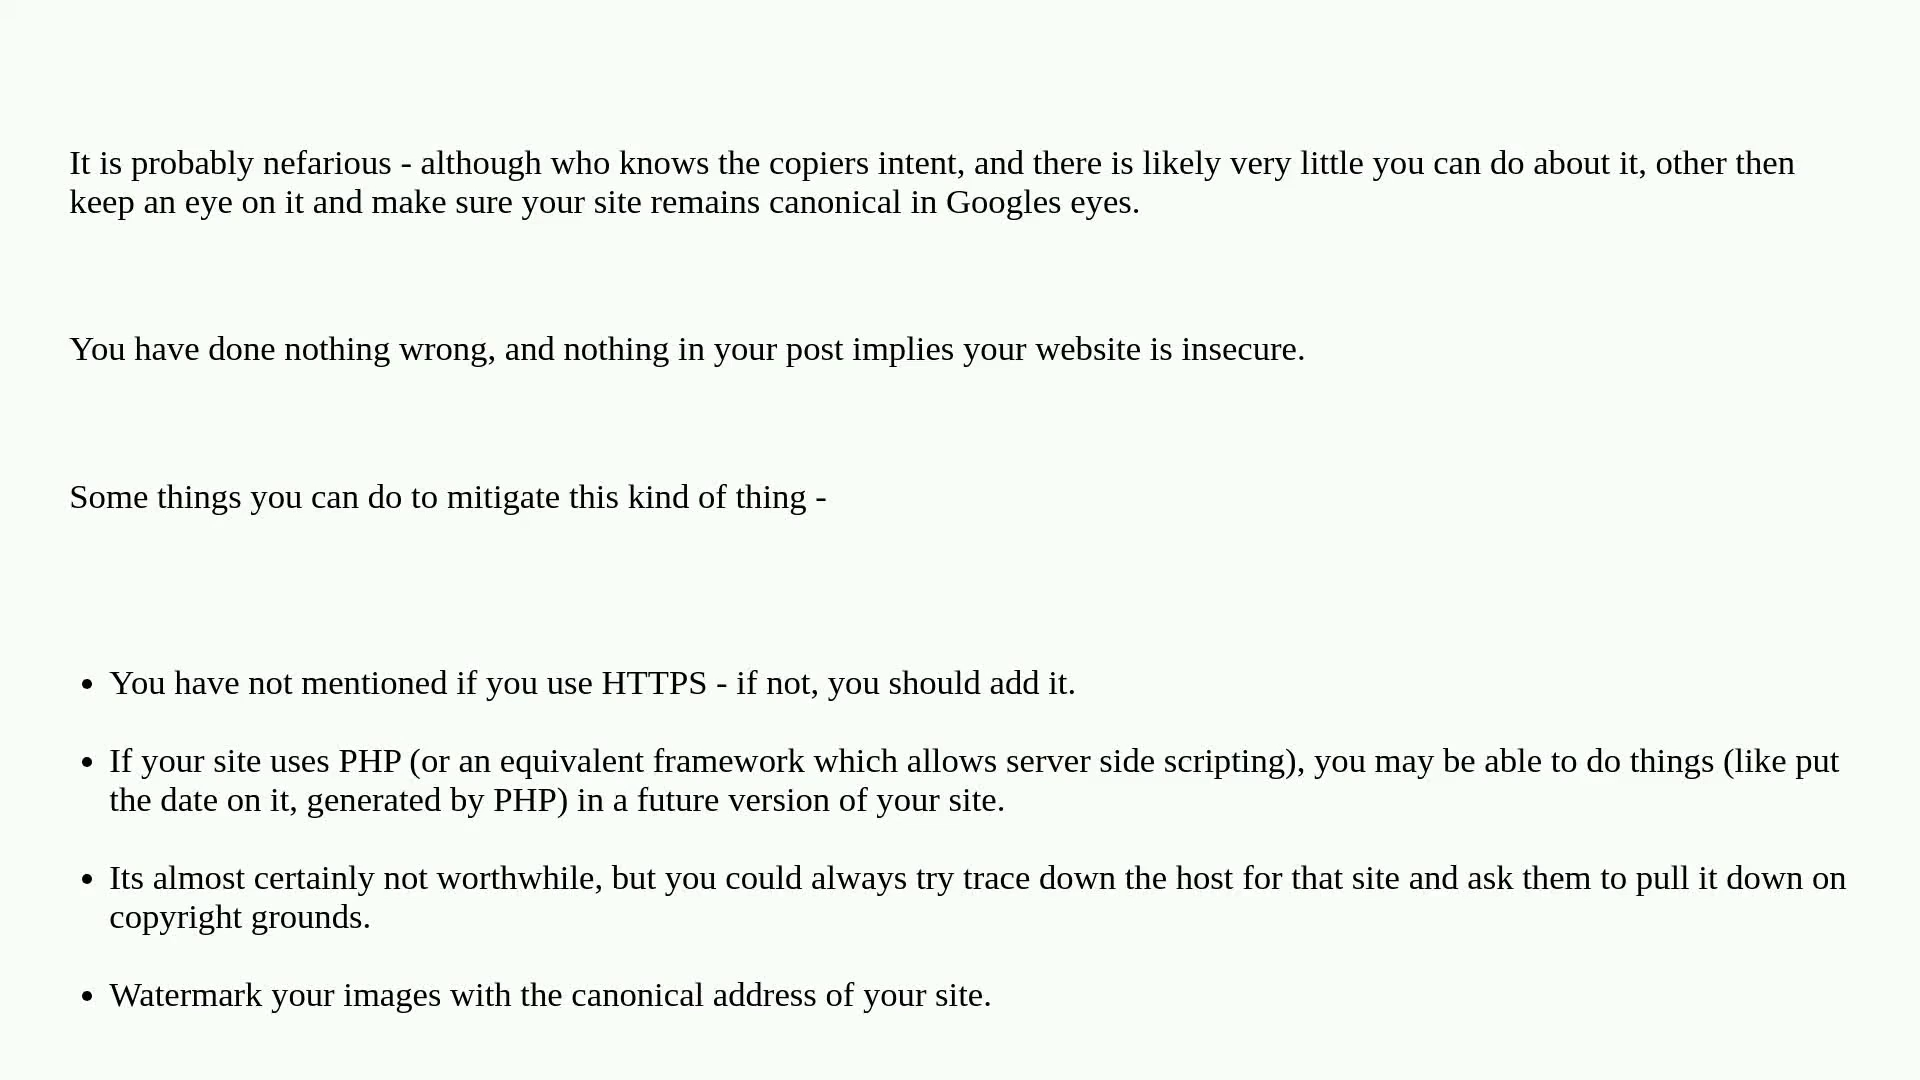 It is probably nefarious - although who knows the copiers intent, and there is likely very little you can do about it, other then
keep an eye on it and make sure your site remains canonical in Googles eyes.
You have done nothing wrong, and nothing in your post implies your website is insecure.
Some things you can do to mitigate this kind of thing -
• You have not mentioned if you use HTTPS - if not, you should add it.
• If your site uses PHP (or an equivalent framework which allows server side scripting), you may be able to do things (like put
the date on it, generated by PHP) in a future version of your site.
• Its almost certainly not worthwhile, but you could always try trace down the host for that site and ask them to pull it down on
copyright grounds.
• Watermark your images with the canonical address of your site.